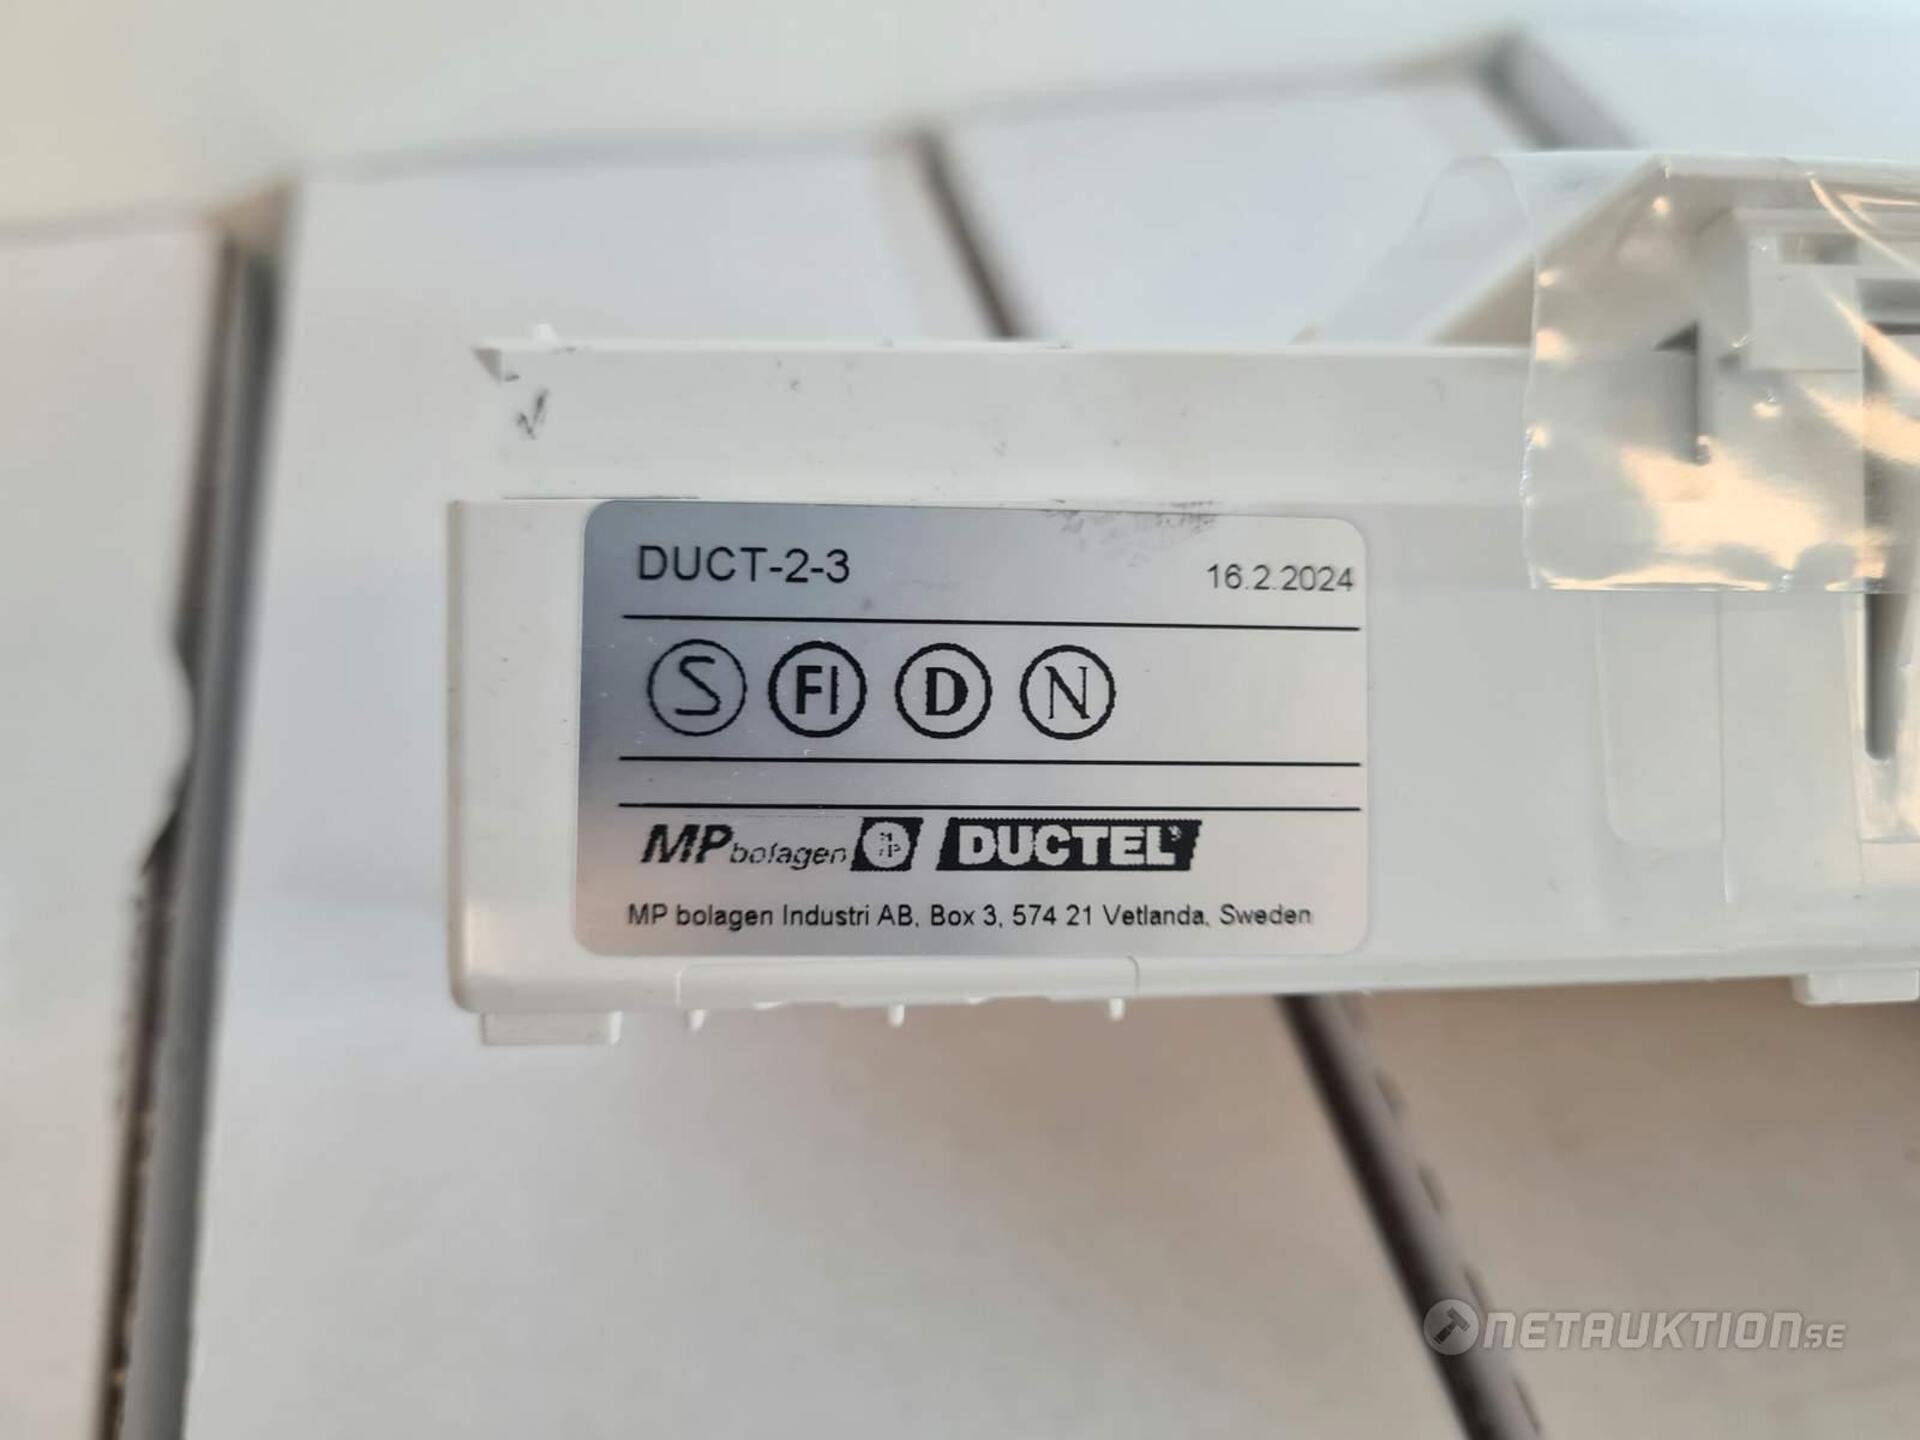 DUCT-2-3 16.2.2024
S FI D N
MPbolagen DUCTEL
MP bolagen Industri AB, Box 3, 574 21 Vetlanda, Sweden
NETAUKTION.SE